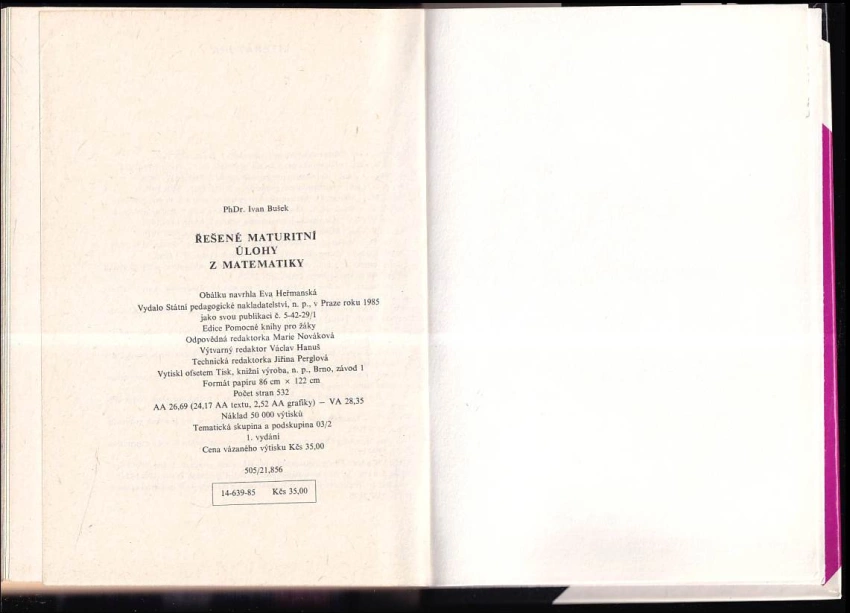 PhDr. Ivan Bušek
ŘEŠENÉ MATURITNÍ
ÚLOHY
Z MATEMATIKY
Obálku navrhla Eva Heřmanská
Vydalo Státní pedagogické nakladatelství, n. p., v Praze roku 1985
jako svou publikaci č. 5-42-29/1
Edice Pomocné knihy pro žáky
Odpovědná redaktorka Marie Nováková
Výtvarný redaktor Václav Hanuš
Technická redaktorka Jiřina Perglová
Vytiskl ofsetem Tisk, knižní výroba, n. p., Brno, závod 1
Formát papíru 86 cm × 122 cm
Počet stran 532
AA 26,69 (24,17 AA textu, 2,52 AA grafiky) — VA 28,35
Náklad 50 000 výtisků
Tematická skupina a podskupina 03/2
1. vydání
Cena vázaného výtisku Kčs 35,00
505/21,856
14-639-85 Kčs 35,00